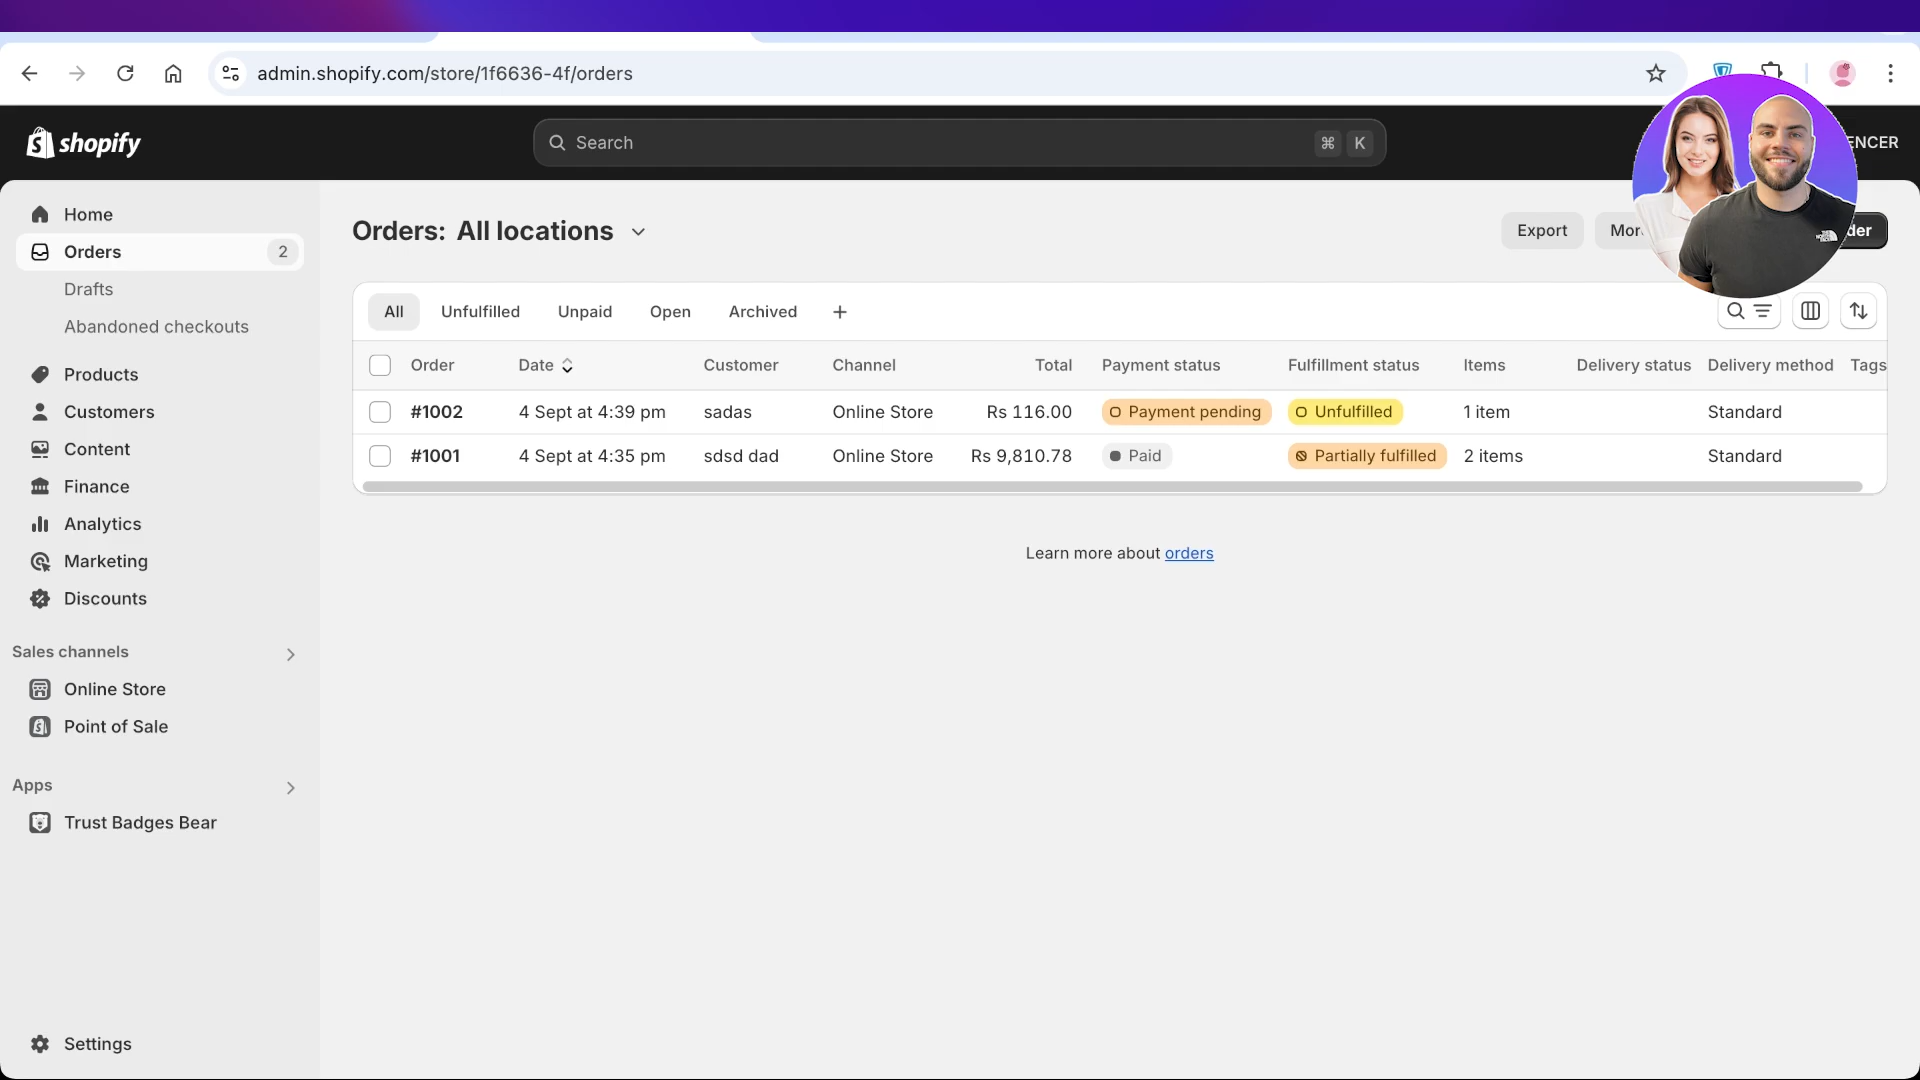 admin.shopify.com/store/1f6636-4f/orders
shopify
Search
⌘ K
Home
Orders 2
Drafts
Abandoned checkouts
Products
Customers
Content
Finance
Analytics
Marketing
Discounts
Sales channels
Online Store
Point of Sale
Apps
Trust Badges Bear
Settings
Orders: All locations
Export
All Unfulfilled Unpaid Open Archived +
Order Date Customer Channel Total Payment status Fulfillment status Items Delivery status Delivery method Tags
#1002 4 Sept at 4:39 pm sadas Online Store Rs 116.00 Payment pending Unfulfilled 1 item Standard
#1001 4 Sept at 4:35 pm sdsd dad Online Store Rs 9,810.78 Paid Partially fulfilled 2 items Standard
Learn more about orders